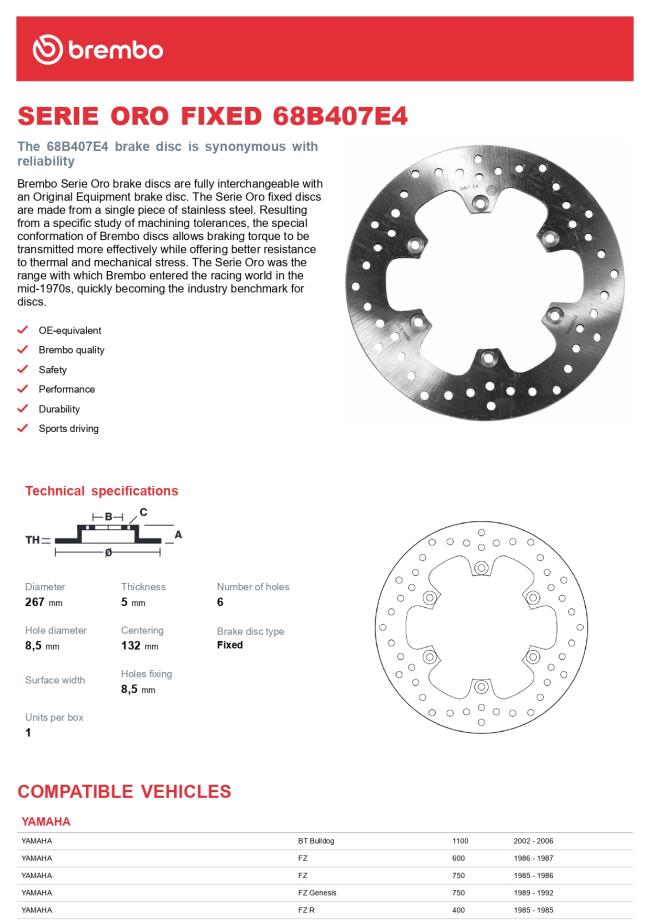 brembo
SERIE ORO FIXED 68B407E4
The 68B407E4 brake disc is synonymous with
reliability
Brembo Serie Oro brake discs are fully interchangeable with
an Original Equipment brake disc. The Serie Oro fixed discs
are made from a single piece of stainless steel. Resulting
from a specific study of machining tolerances, the special
conformation of Brembo discs allows braking torque to be
transmitted more effectively while offering better resistance
to thermal and mechanical stress. The Serie Oro was the
range with which Brembo entered the racing world in the
mid-1970s, quickly becoming the industry benchmark for
discs.
OE-equivalent
Brembo quality
Safety
Performance
Durability
Sports driving
Technical specifications
B C
A
TH
Ø
Diameter Thickness Number of holes
267 mm 5 mm 6
Hole diameter Centering Brake disc type
8,5 mm 132 mm Fixed
Surface width Holes fixing
8,5 mm
Units per box
1
COMPATIBLE VEHICLES
YAMAHA
YAMAHA BT Bulldog 1100 2002 - 2006
YAMAHA FZ 600 1986 - 1987
YAMAHA FZ 750 1985 - 1986
YAMAHA FZ Genesis 750 1989 - 1992
YAMAHA FZ R 400 1985 - 1985